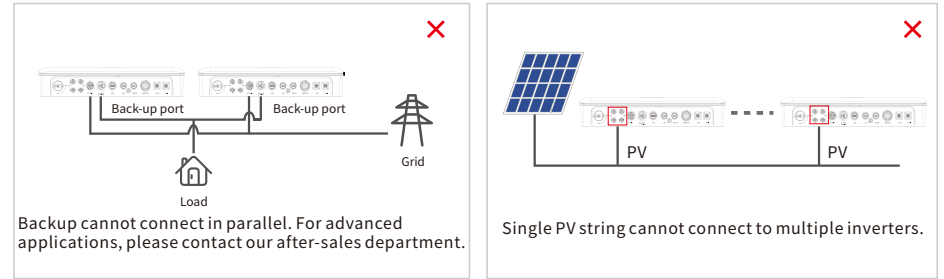 Back-up port
Back-up port
Grid
Load
Backup cannot connect in parallel. For advanced
applications, please contact our after-sales department.
PV
PV
Single PV string cannot connect to multiple inverters.